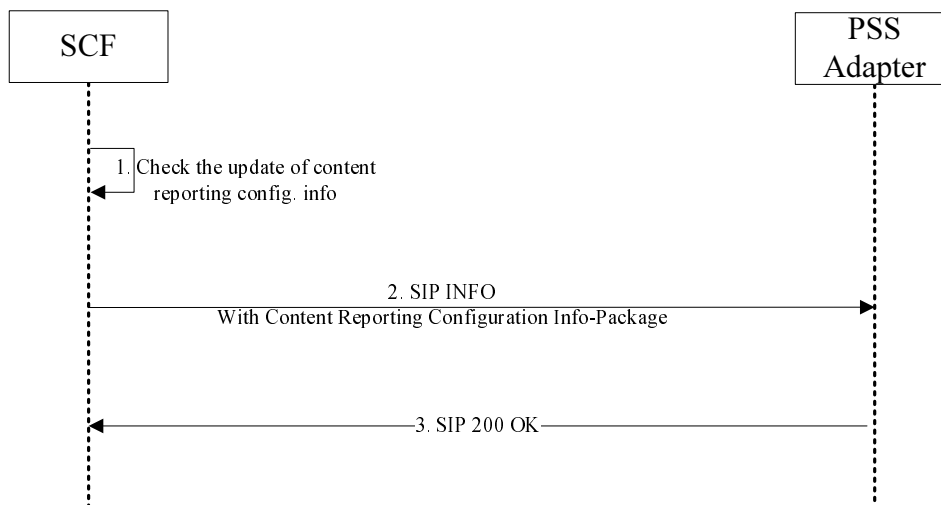 SCF
PSS
Adapter
1. Check the update of content
reporting config. info
2. SIP INFO
With Content Reporting Configuration Info-Package
3. SIP 200 OK